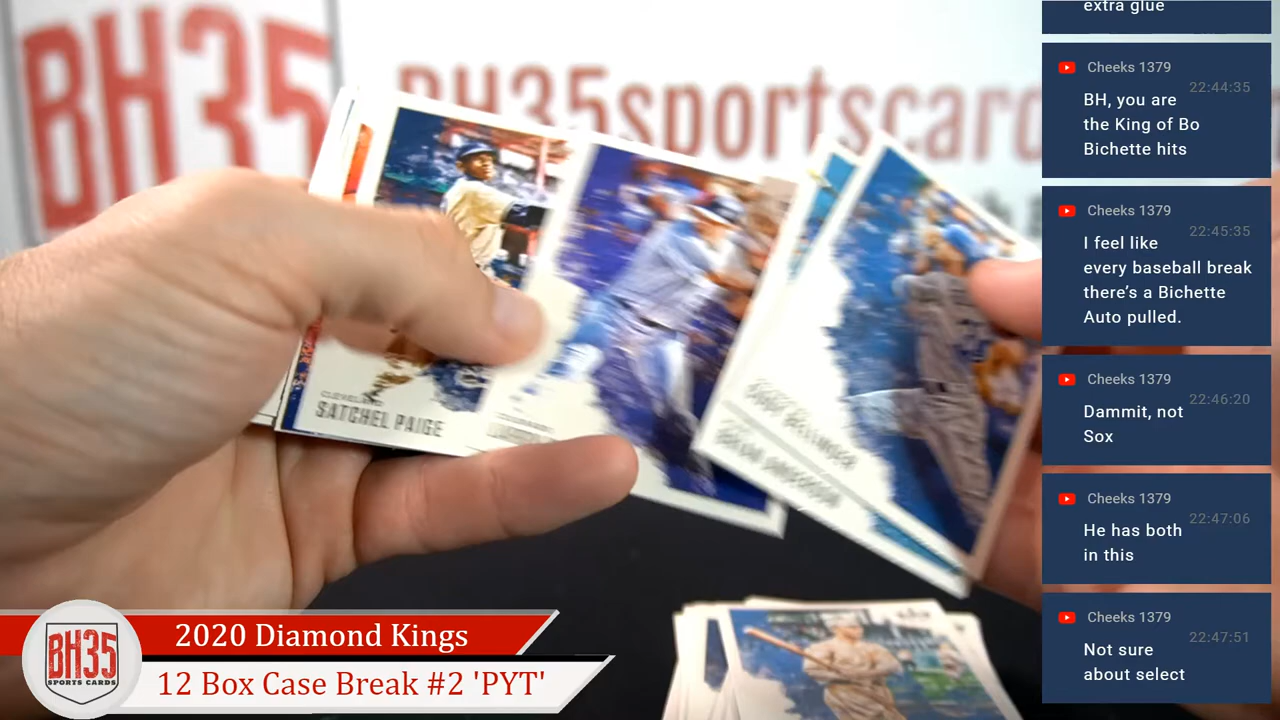 BH35
BH35sportscard
SATCHEL PAIGE
extra glue
Cheeks 1379
22:44:35
BH, you are
the King of Bo
Bichette hits
Cheeks 1379
22:45:35
I feel like
every baseball break
there's a Bichette
Auto pulled.
Cheeks 1379
22:46:20
Dammit, not
Sox
Cheeks 1379
22:47:06
He has both
in this
Cheeks 1379
22:47:51
Not sure
about select
BH35
SPORTS CARDS
2020 Diamond Kings
12 Box Case Break #2 'PYT'